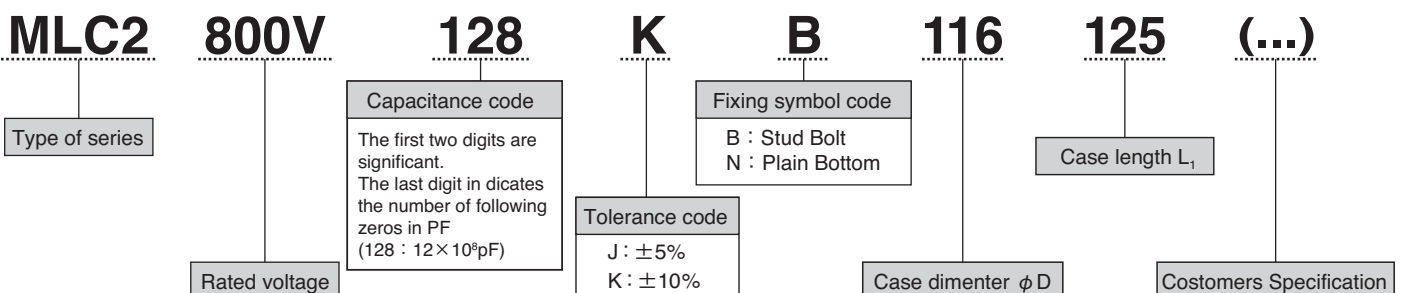 MLC2 800V 128 K B 116 125 (...)
Type of series
Rated voltage
Capacitance code
The first two digits are
significant.
The last digit in dicates
the number of following
zeros in PF
(128：12×10⁸pF)
Tolerance code
J：±5%
K：±10%
Fixing symbol code
B：Stud Bolt
N：Plain Bottom
Case dimenter φD
Case length L₁
Costomers Specification